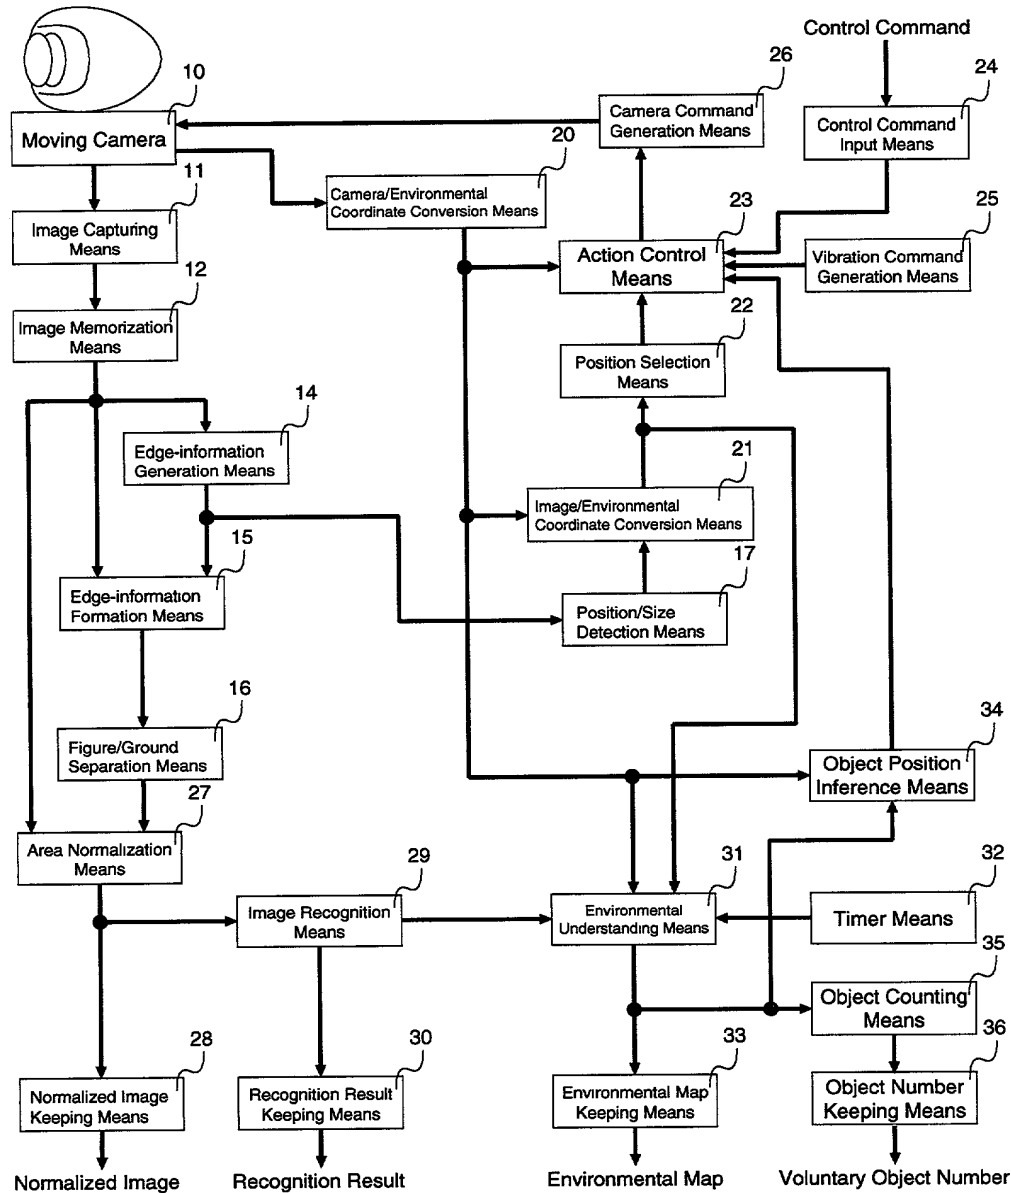 Control Command
26
24
10
Camera Command
Generation Means
Control Command
Input Means
Moving Camera
20
11
Camera/Environmental
Coordinate Conversion Means
23
25
Image Capturing
Means
Action Control
Means
Vibration Command
Generation Means
12
22
Image Memorization
Means
Position Selection
Means
14
Edge-information
Generation Means
21
Image/Environmental
Coordinate Conversion Means
15
17
Edge-information
Formation Means
Position/Size
Detection Means
16
34
Figure/Ground
Separation Means
Object Position
Inference Means
27
Area Normalization
Means
29
31
32
Image Recognition
Means
Environmental
Understanding Means
Timer Means
35
Object Counting
Means
28
30
33
36
Normalized Image
Keeping Means
Recognition Result
Keeping Means
Environmental Map
Keeping Means
Object Number
Keeping Means
Normalized Image
Recognition Result
Environmental Map
Voluntary Object Number